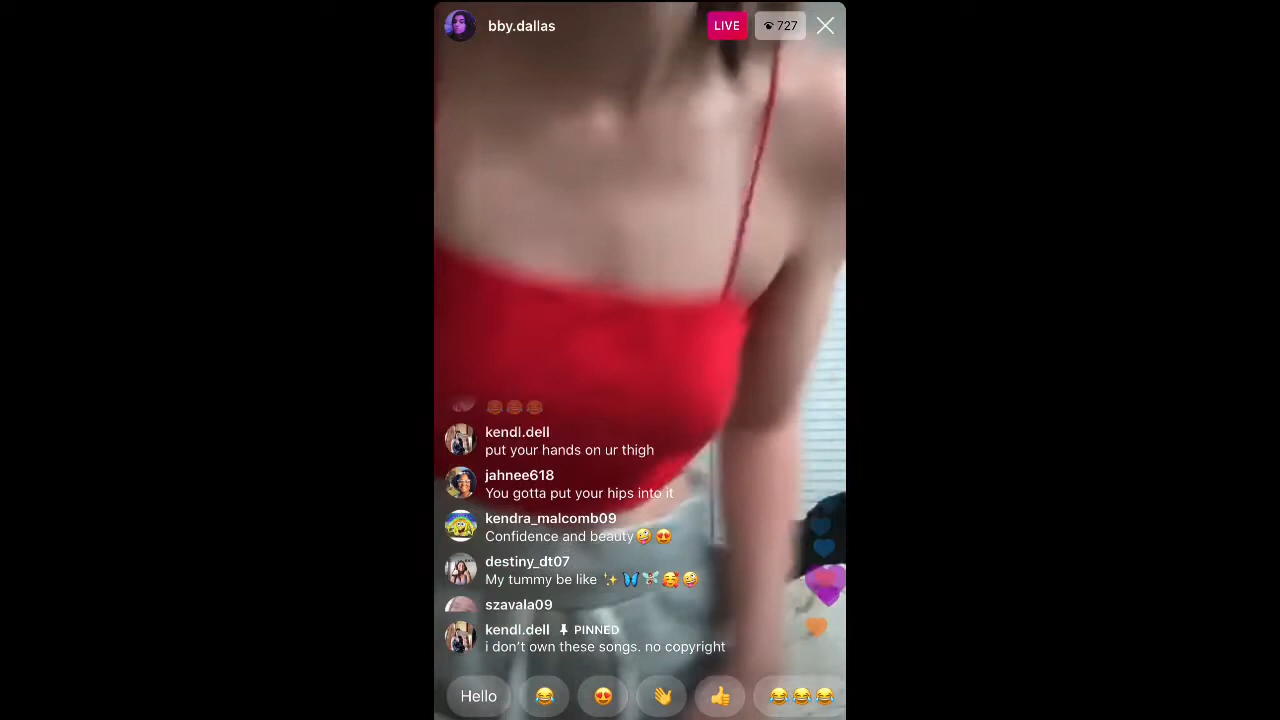 bby.dallas
LIVE
727
😂😂😂
kendl.dell
put your hands on ur thigh
jahnee618
You gotta put your hips into it
kendra_malcomb09
Confidence and beauty🤪😍
destiny_dt07
My tummy be like ✨🦋🧚🥰🤪
szavala09
kendl.dell PINNED
i don't own these songs. no copyright
Hello 😂 😍 👋 👍 😂😂😂